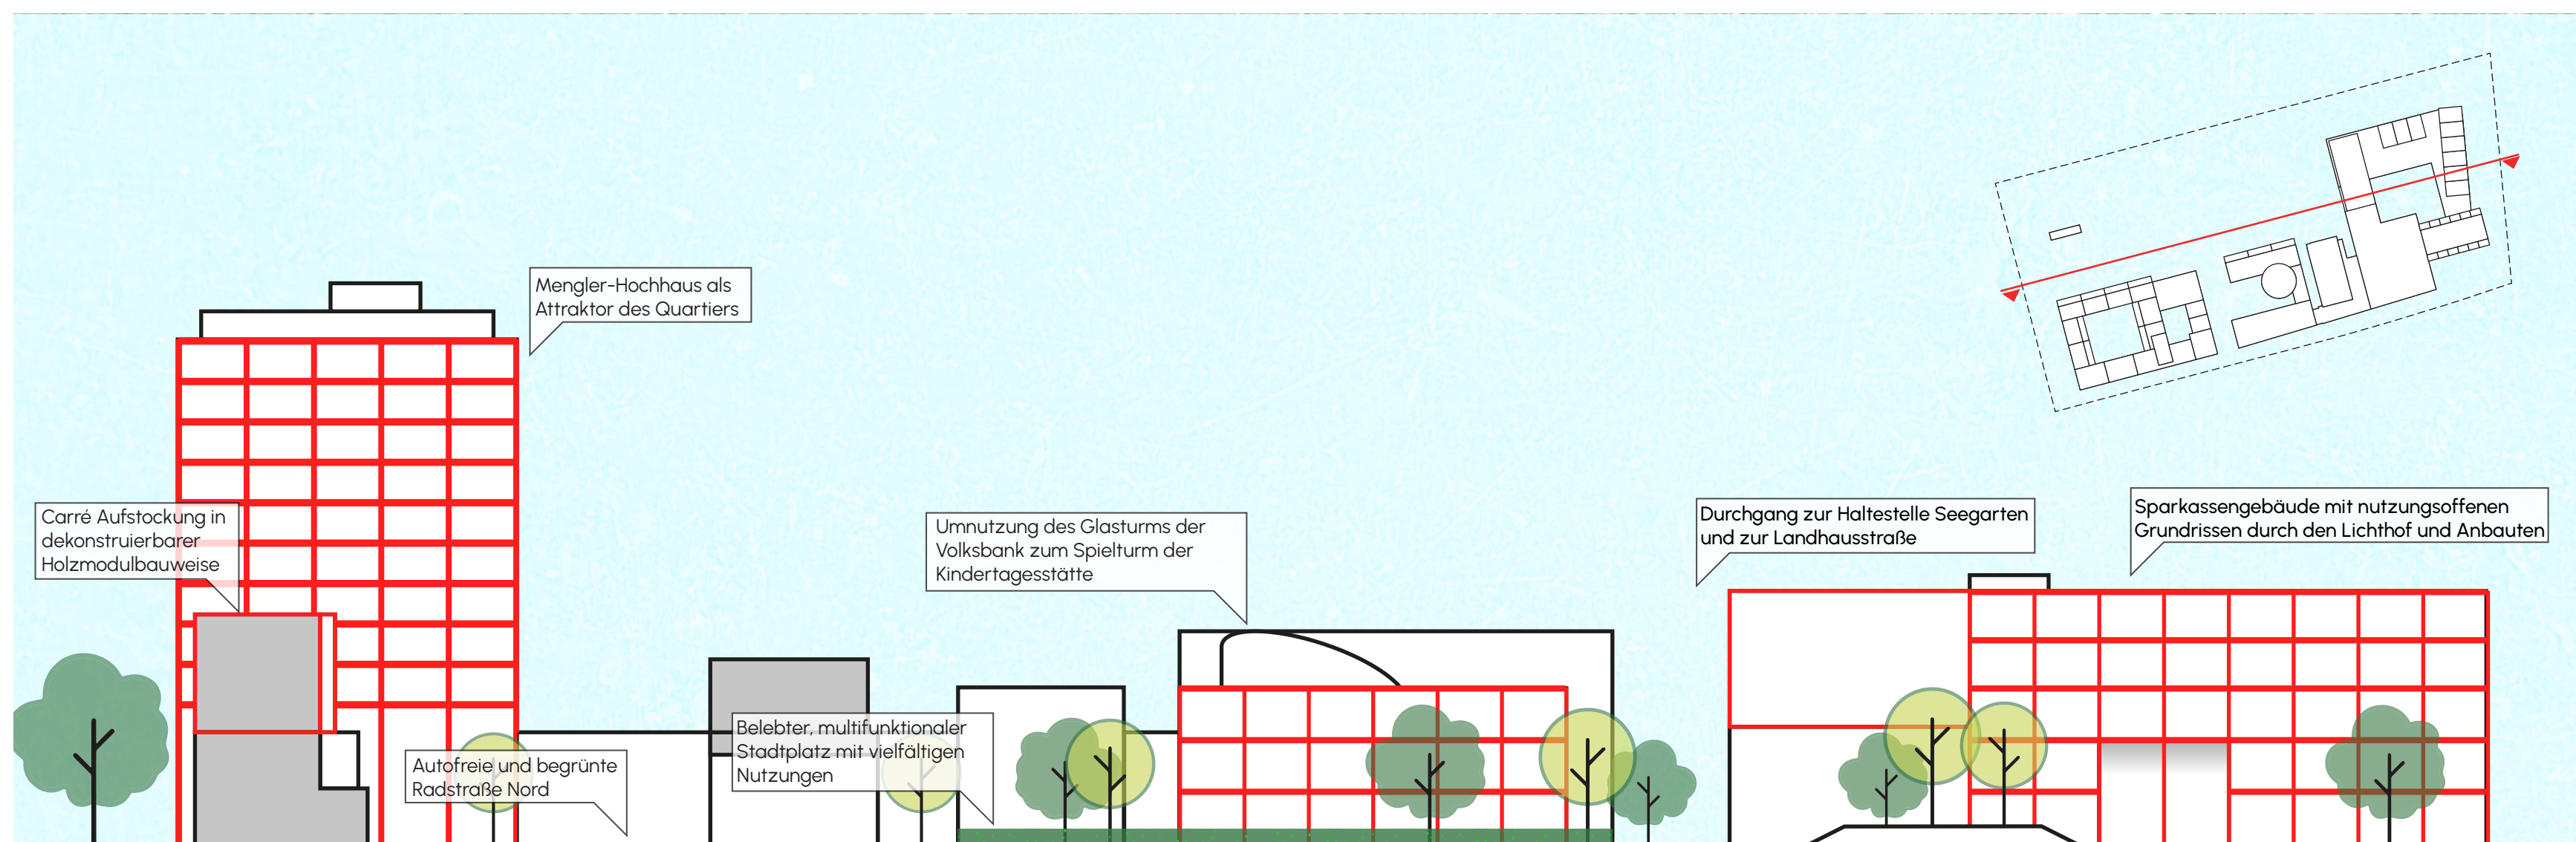 Mengler-Hochhaus als
Attraktor des Quartiers
Carré Aufstockung in
dekonstruierbarer
Holzmodulbauweise
Autofreie und begrünte
Radstraße Nord
Belebter, multifunktionaler
Stadtplatz mit vielfältigen
Nutzungen
Umnutzung des Glasturms der
Volksbank zum Spielturm der
Kindertagesstätte
Durchgang zur Haltestelle Seegarten
und zur Landhausstraße
Sparkassengebäude mit nutzungsoffenen
Grundrissen durch den Lichthof und Anbauten